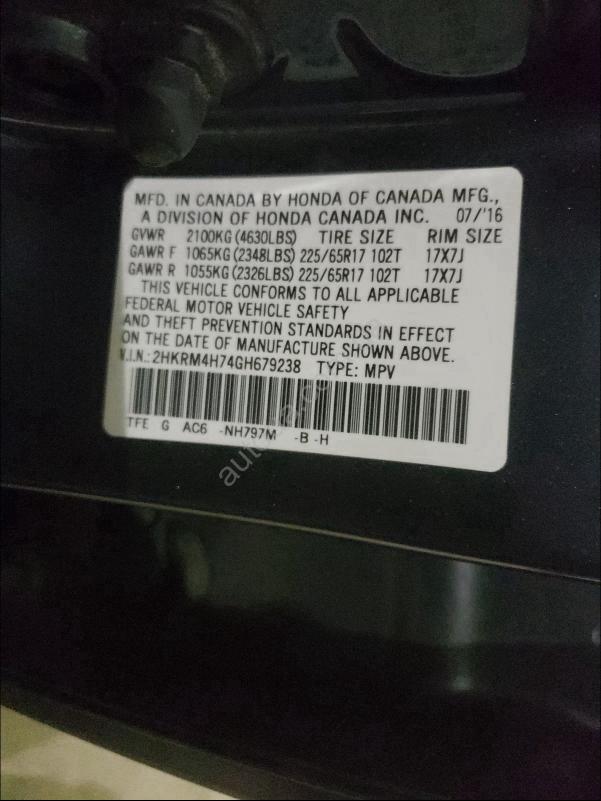 MFD. IN CANADA BY HONDA OF CANADA MFG.,
A DIVISION OF HONDA CANADA INC. 07/'16
GVWR 2100KG (4630LBS) TIRE SIZE RIM SIZE
GAWR F 1065KG (2348LBS) 225/65R17 102T 17X7J
GAWR R 1055KG (2326LBS) 225/65R17 102T 17X7J
THIS VEHICLE CONFORMS TO ALL APPLICABLE
FEDERAL MOTOR VEHICLE SAFETY
AND THEFT PREVENTION STANDARDS IN EFFECT
ON THE DATE OF MANUFACTURE SHOWN ABOVE.
V.I.N.: 2HKRM4H74GH679238 TYPE: MPV
TFE G AC6 -NH797M -B -H